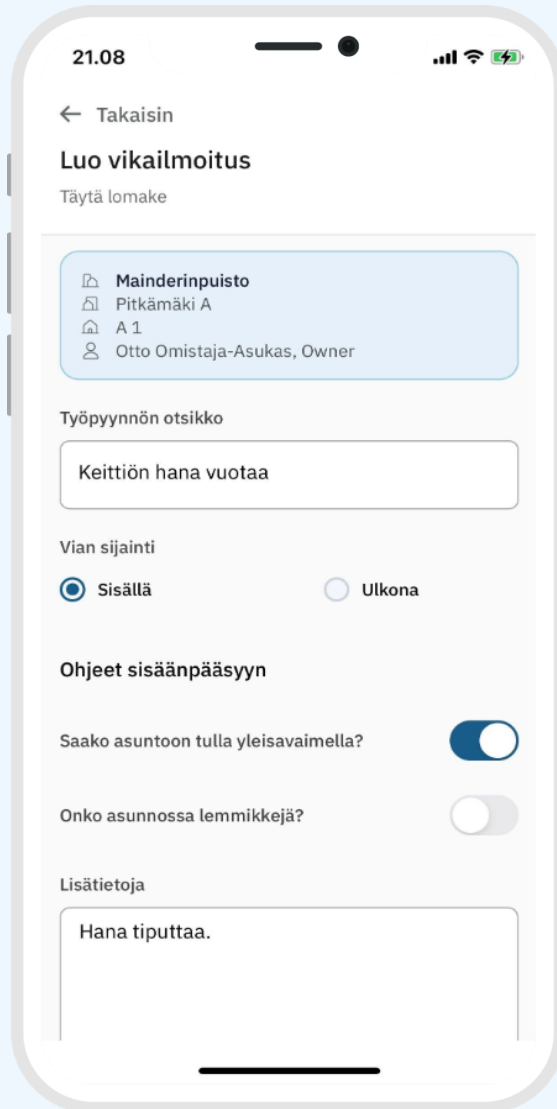 21.08
Takaisin
Luo vikailmoitus
Täytä lomake
Mainderinpuisto
Pitkämäki A
A 1
Otto Omistaja-Asukas, Owner
Työpyynnön otsikko
Keittiön hana vuotaa
Vian sijainti
Sisällä Ulkona
Ohjeet sisäänpääsyyn
Saako asuntoon tulla yleisavaimella?
Onko asunnossa lemmikkejä?
Lisätietoja
Hana tiputtaa.